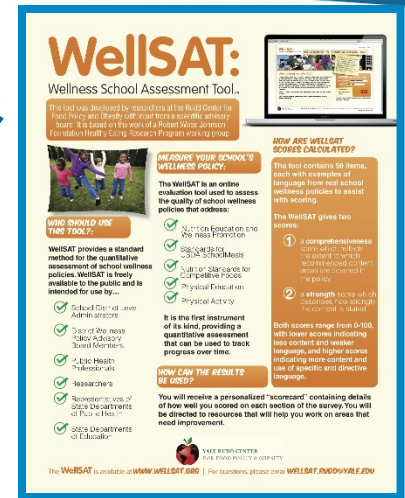 WellSAT:
Wellness School Assessment Tool™
This tool was developed by researchers at the Rudd Center for
Food Policy and Obesity with input from a scientific advisory
board. It is based on the work of a Robert Wood Johnson
Foundation Healthy Eating Research Program working group.
WHO SHOULD USE
THIS TOOL?:
WellSAT provides a standard
method for the quantitative
assessment of school wellness
policies. WellSAT is freely
available to the public and is
intended for use by...
School District Level
Administrators
District Wellness
Policy Advisory
Board Members
Public Health
Professionals
Researchers
Representatives of
State Departments
of Public Health
State Departments
of Education
MEASURE YOUR SCHOOL'S
WELLNESS POLICY:
The WellSAT is an online
evaluation tool used to assess
the quality of school wellness
policies that address:
Nutrition Education and
Wellness Promotion
Standards for
USDA School Meals
Nutrition Standards for
Competitive Foods
Physical Education
Physical Activity
It is the first instrument
of its kind, providing a
quantitative assessment
that can be used to track
progress over time.
HOW ARE WELLSAT
SCORES CALCULATED?
The tool contains 50 items,
each with examples of
language from real school
wellness policies to assist
with scoring.
The WellSAT gives two
scores:
1 a comprehensiveness
score which reflects
the extent to which
recommended content
areas are covered in
the policy
2 a strength score which
describes how strongly
the content is stated
Both scores range from 0-100,
with lower scores indicating
less content and weaker
language, and higher scores
indicating more content and
use of specific and directive
language.
HOW CAN THE RESULTS
BE USED?
You will receive a personalized "scorecard" containing details
of how well you scored on each section of the survey. You will
be directed to resources that will help you work on areas that
need improvement.
YALE RUDD CENTER
FOR FOOD POLICY & OBESITY
The WellSAT is available at WWW.WELLSAT.ORG | For questions, please email WELLSAT.RUDD@YALE.EDU